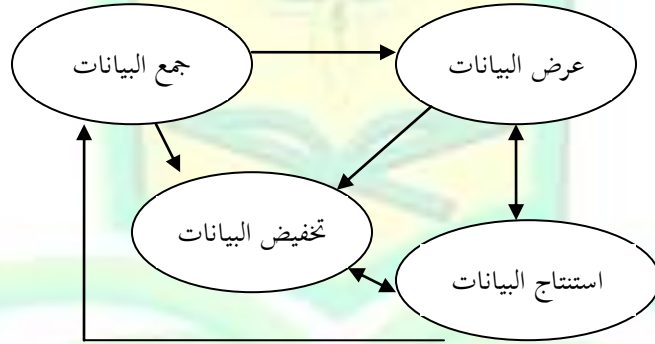 جمع البيانات
عرض البيانات
تخفيض البيانات
استنتاج البيانات